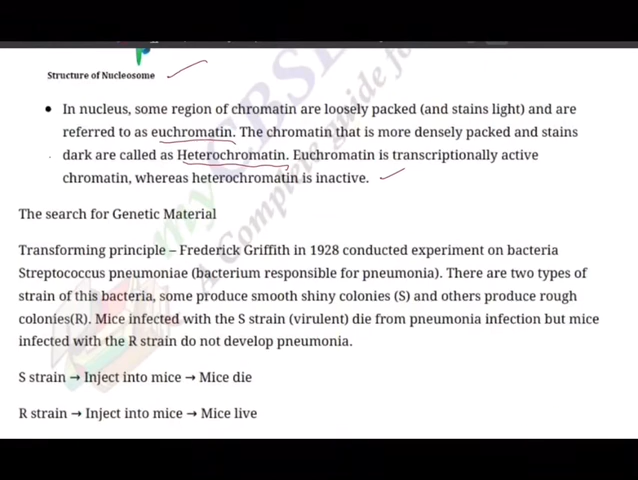 Structure of Nucleosome
• In nucleus, some region of chromatin are loosely packed (and stains light) and are
referred to as euchromatin. The chromatin that is more densely packed and stains
dark are called as Heterochromatin. Euchromatin is transcriptionally active
chromatin, whereas heterochromatin is inactive.
The search for Genetic Material
Transforming principle – Frederick Griffith in 1928 conducted experiment on bacteria
Streptococcus pneumoniae (bacterium responsible for pneumonia). There are two types of
strain of this bacteria, some produce smooth shiny colonies (S) and others produce rough
colonies(R). Mice infected with the S strain (virulent) die from pneumonia infection but mice
infected with the R strain do not develop pneumonia.
S strain → Inject into mice → Mice die
R strain → Inject into mice → Mice live
myCBSE
A Complete guide fo